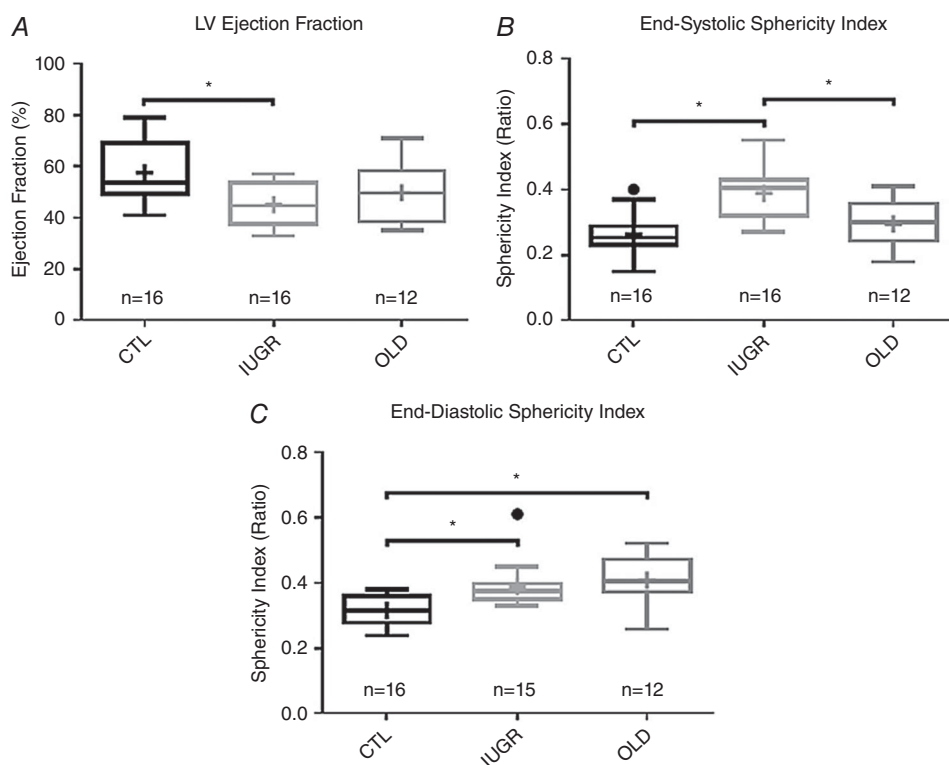 A
LV Ejection Fraction
Ejection Fraction (%)
100
80
60
40
20
0
*
n=16
n=16
n=12
CTL
IUGR
OLD
B
End-Systolic Sphericity Index
Sphericity Index (Ratio)
0.8
0.6
0.4
0.2
0.0
*
*
n=16
n=16
n=12
CTL
IUGR
OLD
C
End-Diastolic Sphericity Index
Sphericity Index (Ratio)
0.8
0.6
0.4
0.2
0.0
*
*
n=16
n=15
n=12
CTL
IUGR
OLD